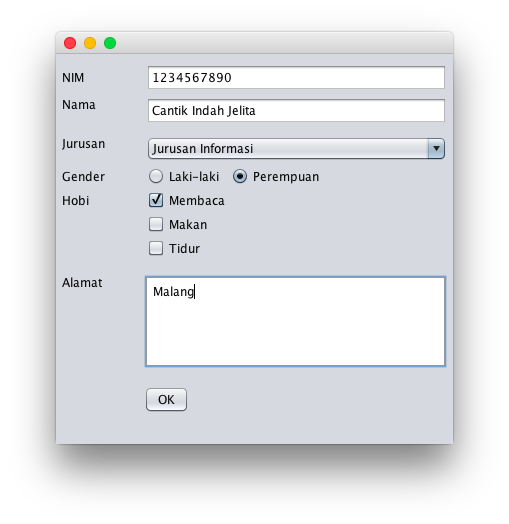 NIM 1234567890
Nama Cantik Indah Jelita
Jurusan Jurusan Informasi
Gender Laki-laki Perempuan
Hobi Membaca
Makan
Tidur
Alamat Malang
OK